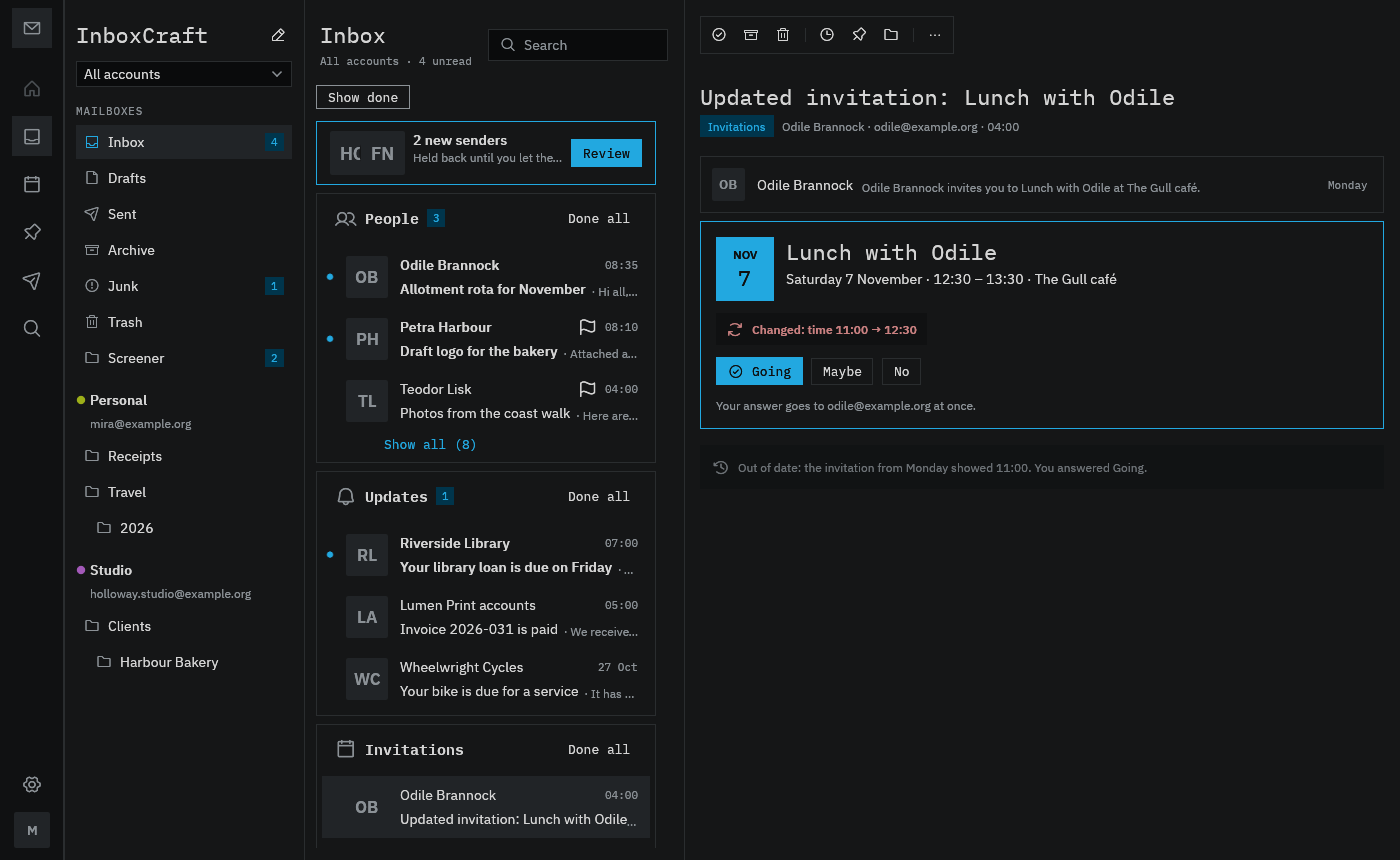 InboxCraft
All accounts
MAILBOXES
Inbox 4
Drafts
Sent
Archive
Junk 1
Trash
Screener 2
Personal
mira@example.org
Receipts
Travel
2026
Studio
holloway.studio@example.org
Clients
Harbour Bakery
M
Inbox
All accounts · 4 unread
Search
Show done
FN
2 new senders
Held back until you let the…
Review
People 3
Done all
OB
Odile Brannock 08:35
Allotment rota for November · Hi all,…
PH
Petra Harbour 08:10
Draft logo for the bakery · Attached a…
TL
Teodor Lisk 04:00
Photos from the coast walk · Here are…
Show all (8)
Updates 1
Done all
RL
Riverside Library 07:00
Your library loan is due on Friday · …
LA
Lumen Print accounts 05:00
Invoice 2026-031 is paid · We receive…
WC
Wheelwright Cycles 27 Oct
Your bike is due for a service · It has …
Invitations
Done all
OB
Odile Brannock 04:00
Updated invitation: Lunch with Odile…
Updated invitation: Lunch with Odile
Invitations Odile Brannock · odile@example.org · 04:00
OB Odile Brannock Odile Brannock invites you to Lunch with Odile at The Gull café. Monday
NOV
7
Lunch with Odile
Saturday 7 November · 12:30 – 13:30 · The Gull café
Changed: time 11:00 → 12:30
Going Maybe No
Your answer goes to odile@example.org at once.
Out of date: the invitation from Monday showed 11:00. You answered Going.